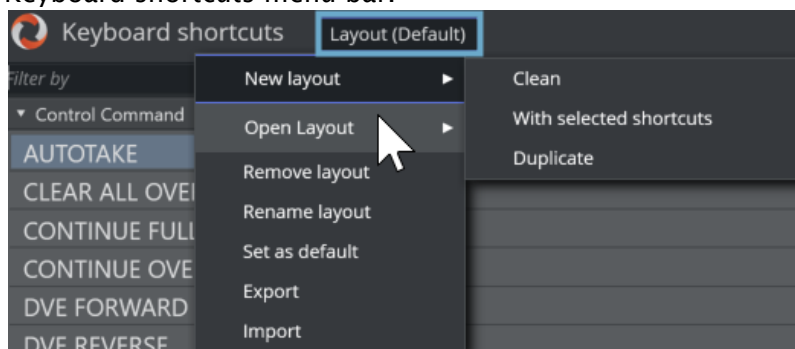 Keyboard shortcuts menu bar.
Keyboard shortcuts Layout (Default)
Filter by
New layout
Clean
Control Command
Open Layout
With selected shortcuts
AUTOTAKE
Remove layout
Duplicate
CLEAR ALL OVE
Rename layout
CONTINUE FULL
Set as default
CONTINUE OVE
Export
DVE FORWARD
Import
DVE REVERSE